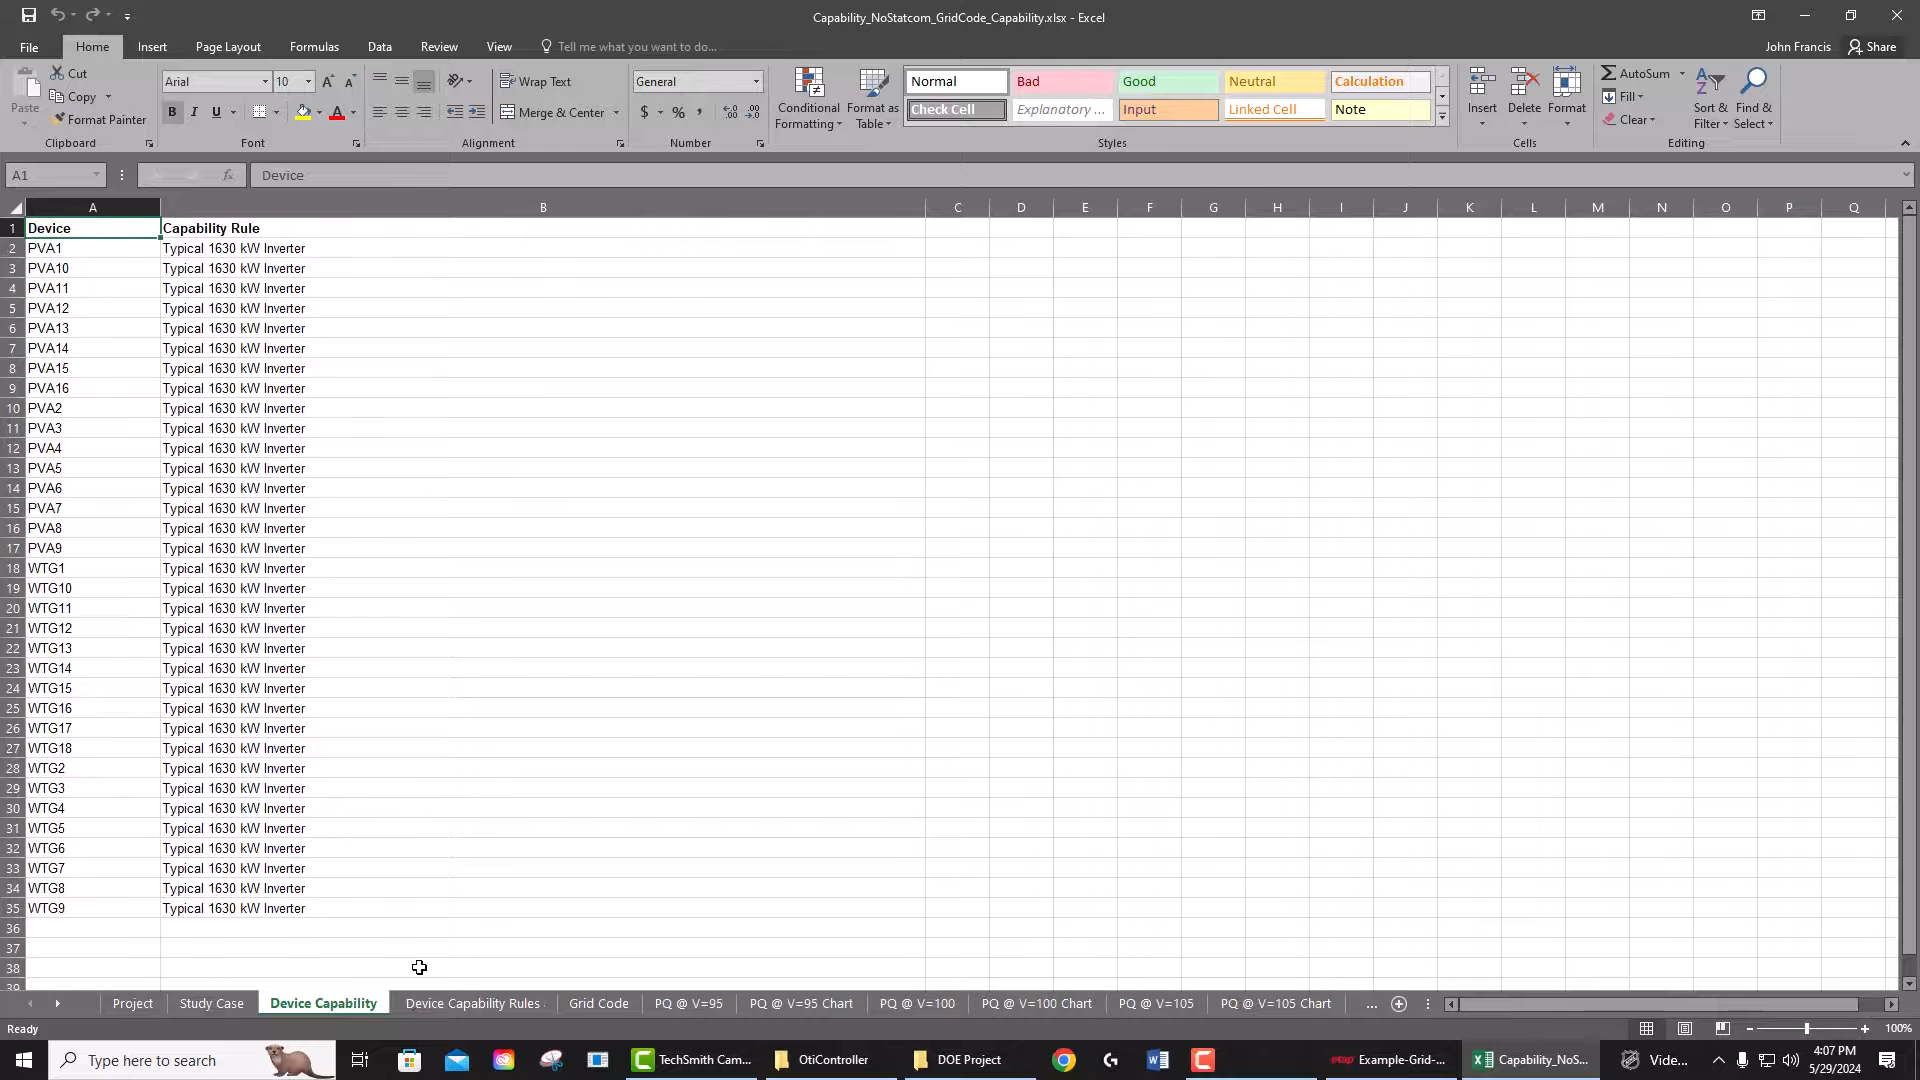 Capability_NoStatcom_GridCode_Capability.xlsx - Excel
File Home Insert Page Layout Formulas Data Review View Tell me what you want to do... John Francis Share
Paste Cut Copy Format Painter Clipboard
Arial 10 B I U A Font
Wrap Text Merge & Center Alignment
General $ % Number
Conditional Formatting Format as Table
Normal Bad Good Neutral Calculation
Check Cell Explanatory ... Input Linked Cell Note
Styles
Insert Delete Format Cells
AutoSum Fill Clear Sort & Filter Find & Select Editing
A1 fx Device
A B C D E F G H I J K L M N O P Q
1 Device Capability Rule
2 PVA1 Typical 1630 kW Inverter
3 PVA10 Typical 1630 kW Inverter
4 PVA11 Typical 1630 kW Inverter
5 PVA12 Typical 1630 kW Inverter
6 PVA13 Typical 1630 kW Inverter
7 PVA14 Typical 1630 kW Inverter
8 PVA15 Typical 1630 kW Inverter
9 PVA16 Typical 1630 kW Inverter
10 PVA2 Typical 1630 kW Inverter
11 PVA3 Typical 1630 kW Inverter
12 PVA4 Typical 1630 kW Inverter
13 PVA5 Typical 1630 kW Inverter
14 PVA6 Typical 1630 kW Inverter
15 PVA7 Typical 1630 kW Inverter
16 PVA8 Typical 1630 kW Inverter
17 PVA9 Typical 1630 kW Inverter
18 WTG1 Typical 1630 kW Inverter
19 WTG10 Typical 1630 kW Inverter
20 WTG11 Typical 1630 kW Inverter
21 WTG12 Typical 1630 kW Inverter
22 WTG13 Typical 1630 kW Inverter
23 WTG14 Typical 1630 kW Inverter
24 WTG15 Typical 1630 kW Inverter
25 WTG16 Typical 1630 kW Inverter
26 WTG17 Typical 1630 kW Inverter
27 WTG18 Typical 1630 kW Inverter
28 WTG2 Typical 1630 kW Inverter
29 WTG3 Typical 1630 kW Inverter
30 WTG4 Typical 1630 kW Inverter
31 WTG5 Typical 1630 kW Inverter
32 WTG6 Typical 1630 kW Inverter
33 WTG7 Typical 1630 kW Inverter
34 WTG8 Typical 1630 kW Inverter
35 WTG9 Typical 1630 kW Inverter
36
37
38
39
Project Study Case Device Capability Device Capability Rules Grid Code PQ @ V=95 PQ @ V=95 Chart PQ @ V=100 PQ @ V=100 Chart PQ @ V=105 PQ @ V=105 Chart ...
Ready 100%
Type here to search TechSmith Cam... OtiController DOE Project etap Example-Grid-... Capability_NoS... Vide... 4:07 PM
5/29/2024